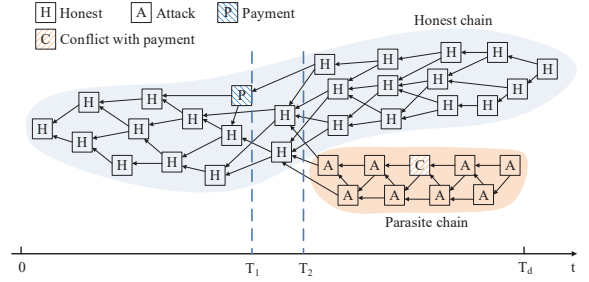 H Honest A Attack P Payment
C Conflict with payment
Honest chain
H H H H
H H H H H
P H H H H
H H H H H
H H H H H
H H H H
A A C A A
A A A A
Parasite chain
0 T1 T2 Td t